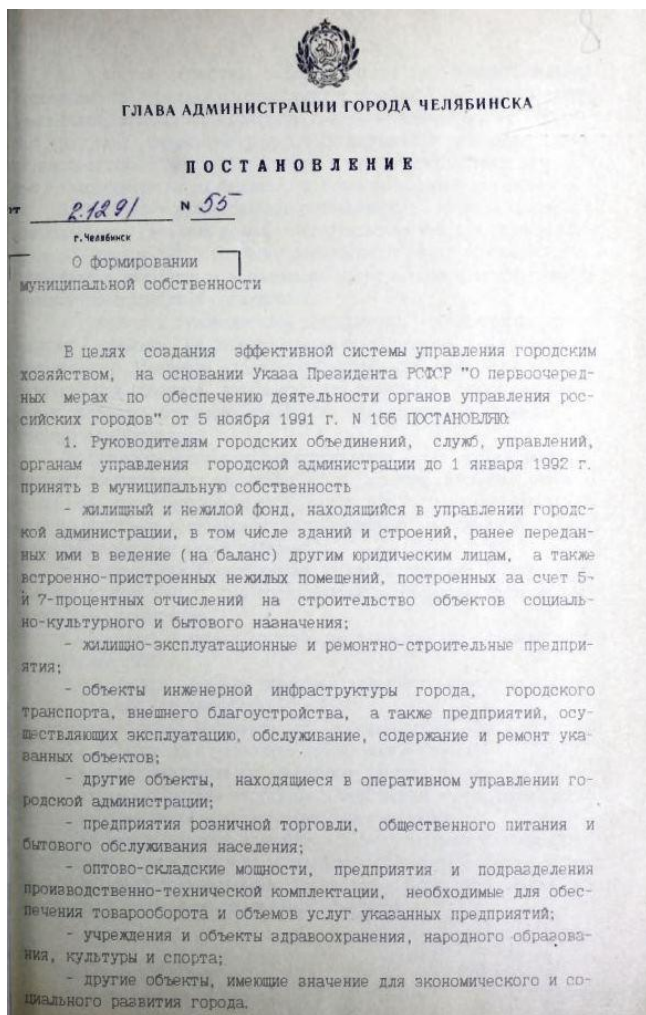 8
ГЛАВА АДМИНИСТРАЦИИ ГОРОДА ЧЕЛЯБИНСКА
ПОСТАНОВЛЕНИЕ
от 2.12 91 N 55
г.Челябинск
О формировании
муниципальной собственности
В целях создания эффективной системы управления городским
хозяйством, на основании Указа Президента РСФСР "О первоочеред-
ных мерах по обеспечению деятельности органов управления рос-
сийских городов" от 5 ноября 1991 г. N 166 ПОСТАНОВЛЯЮ:
1. Руководителям городских объединений, служб, управлений,
органам управления городской администрации до 1 января 1992 г.
принять в муниципальную собственность
- жилищный и нежилой фонд, находящийся в управлении городс-
кой администрации, в том числе зданий и строений, ранее передан-
ных ими в ведение (на баланс) другим юридическим лицам, а также
встроенно-пристроенных нежилых помещений, построенных за счет 5-
и 7-процентных отчислений на строительство объектов социаль-
но-культурного и бытового назначения;
- жилищно-эксплуатационные и ремонтно-строительные предпри-
ятия;
- объекты инженерной инфраструктуры города, городского
транспорта, внешнего благоустройства, а также предприятий, осу-
ществляющих эксплуатацию, обслуживание, содержание и ремонт ука-
занных объектов;
- другие объекты, находящиеся в оперативном управлении го-
родской администрации;
- предприятия розничной торговли, общественного питания и
бытового обслуживания населения;
- оптово-складские мощности, предприятия и подразделения
производственно-технической комплектации, необходимые для обес-
печения товарооборота и объемов услуг указанных предприятий;
- учреждения и объекты здравоохранения, народного образова-
ния, культуры и спорта;
- другие объекты, имеющие значение для экономического и со-
циального развития города.